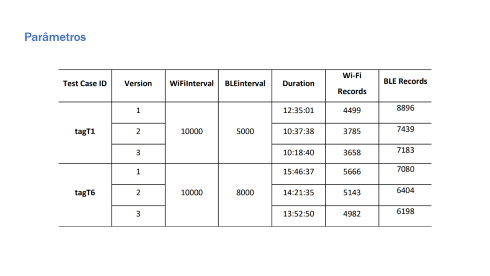 Parâmetros
Test Case ID Version WiFiInterval BLEinterval Duration Wi-Fi Records BLE Records
tagT1 1 10000 5000 12:35:01 4499 8896
2 10:37:38 3785 7439
3 10:18:40 3658 7183
tagT6 1 10000 8000 15:46:37 5666 7080
2 14:21:35 5143 6404
3 13:52:50 4982 6198